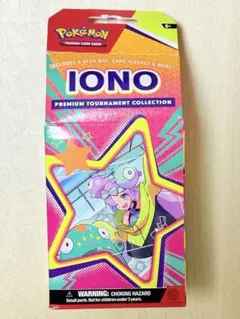 POKÉMON
TRADING CARD GAME
6+
INCLUDES A DECK BOX, CARD SLEEVES & MORE!
IONO
PREMIUM TOURNAMENT COLLECTION
WARNING: CHOKING HAZARD
Small parts. Not for children under 3 years.